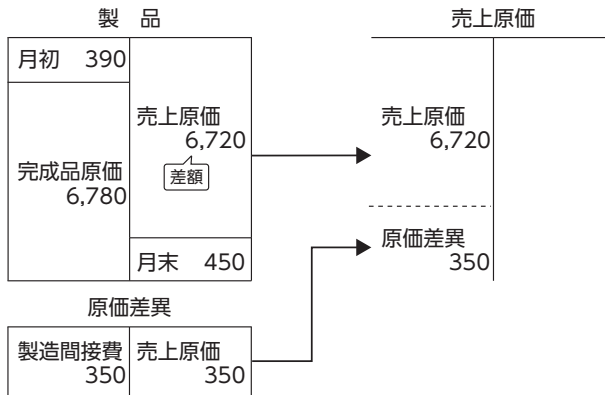 製 品
月初 390
売上原価
6,720
差額
完成品原価
6,780
月末 450
原価差異
製造間接費
350
売上原価
350
売上原価
売上原価
6,720
原価差異
350